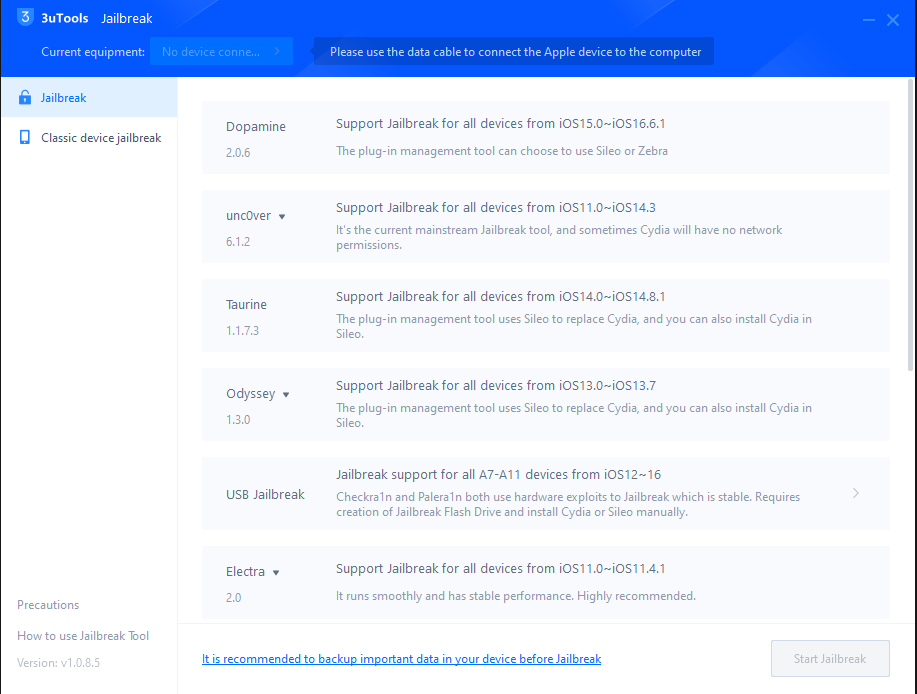 3uTools Jailbreak
Current equipment: No device conne... Please use the data cable to connect the Apple device to the computer
Jailbreak
Classic device jailbreak
Dopamine
2.0.6
Support Jailbreak for all devices from iOS15.0~iOS16.6.1
The plug-in management tool can choose to use Sileo or Zebra
unc0ver
6.1.2
Support Jailbreak for all devices from iOS11.0~iOS14.3
It's the current mainstream Jailbreak tool, and sometimes Cydia will have no network
permissions.
Taurine
1.1.7.3
Support Jailbreak for all devices from iOS14.0~iOS14.8.1
The plug-in management tool uses Sileo to replace Cydia, and you can also install Cydia in
Sileo.
Odyssey
1.3.0
Support Jailbreak for all devices from iOS13.0~iOS13.7
The plug-in management tool uses Sileo to replace Cydia, and you can also install Cydia in
Sileo.
USB Jailbreak
Jailbreak support for all A7-A11 devices from iOS12~16
Checkra1n and Palera1n both use hardware exploits to Jailbreak which is stable. Requires
creation of Jailbreak Flash Drive and install Cydia or Sileo manually.
Electra
2.0
Support Jailbreak for all devices from iOS11.0~iOS11.4.1
It runs smoothly and has stable performance. Highly recommended.
Precautions
How to use Jailbreak Tool
Version: v1.0.8.5
It is recommended to backup important data in your device before Jailbreak
Start Jailbreak